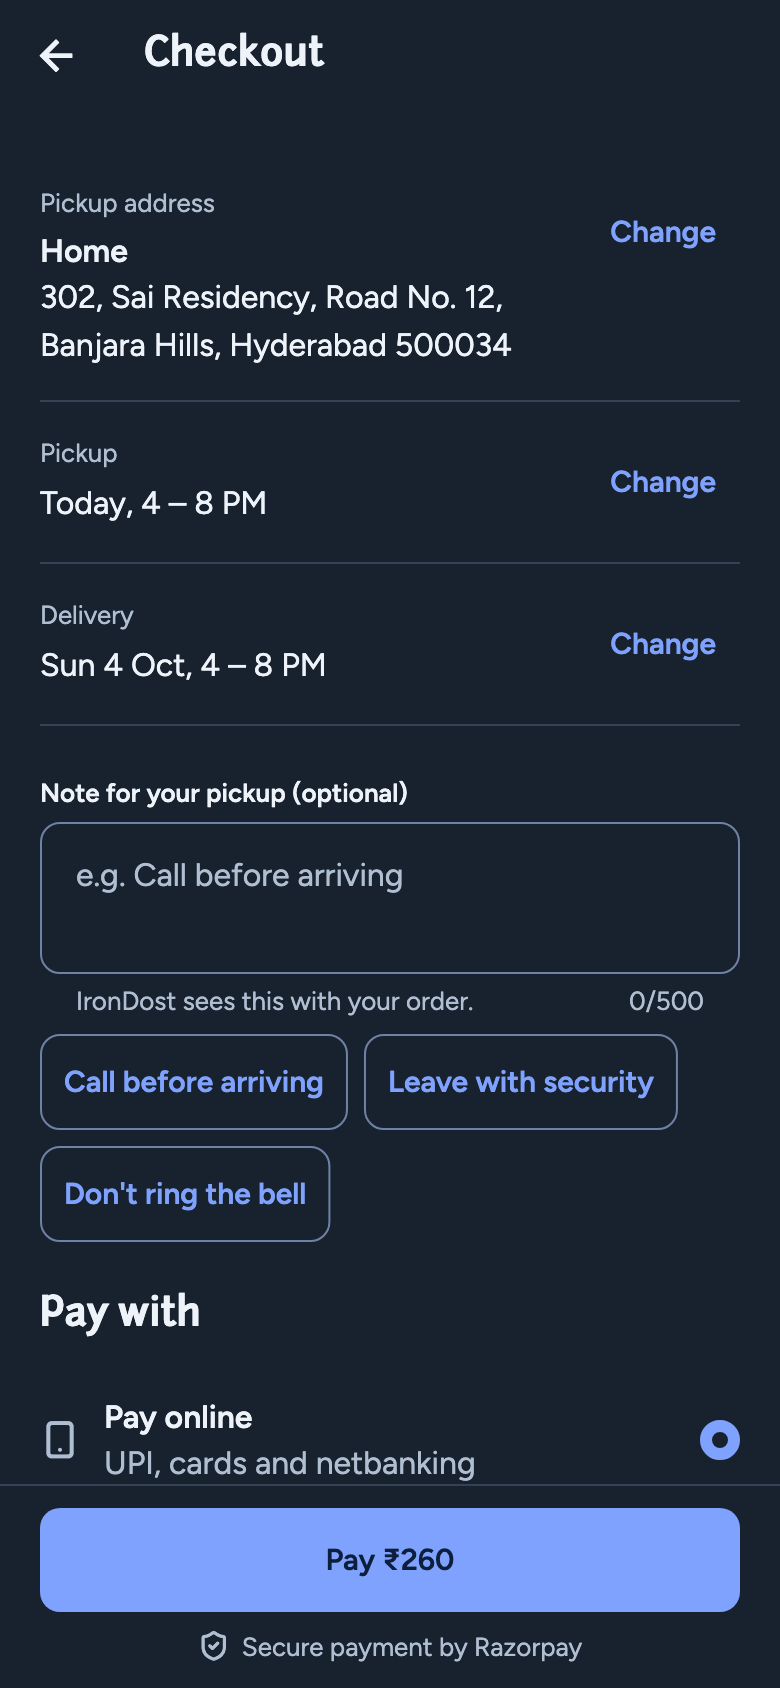 Checkout
Pickup address
Change
Home
302, Sai Residency, Road No. 12,
Banjara Hills, Hyderabad 500034
Pickup
Change
Today, 4 – 8 PM
Delivery
Change
Sun 4 Oct, 4 – 8 PM
Note for your pickup (optional)
e.g. Call before arriving
IronDost sees this with your order. 0/500
Call before arriving
Leave with security
Don't ring the bell
Pay with
Pay online
UPI, cards and netbanking
Pay ₹260
Secure payment by Razorpay